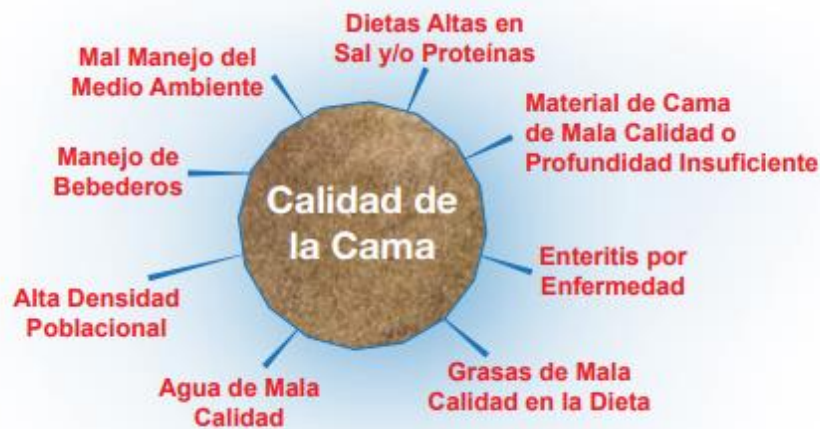 Dietas Altas en
Sal y/o Proteínas
Mal Manejo del
Medio Ambiente
Material de Cama
de Mala Calidad o
Profundidad Insuficiente
Manejo de
Bebederos
Calidad de
la Cama
Enteritis por
Enfermedad
Alta Densidad
Poblacional
Grasas de Mala
Calidad en la Dieta
Agua de Mala
Calidad